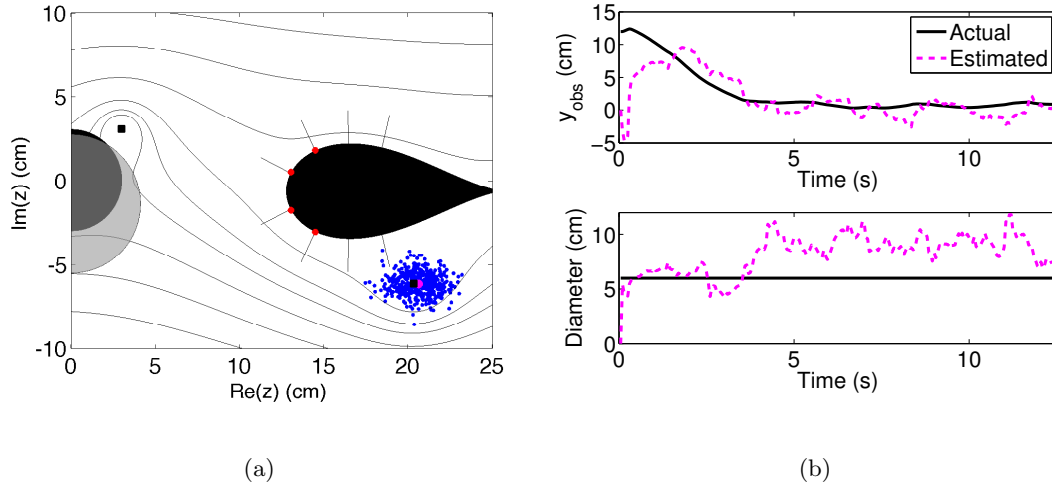 10
5
0
-5
-10
Im(z) (cm)
0
5
10
15
20
25
Re(z) (cm)
(a)
15
10
5
0
−5
y_obs (cm)
Actual
Estimated
0
5
10
Time (s)
10
5
0
Diameter (cm)
0
5
10
Time (s)
(b)